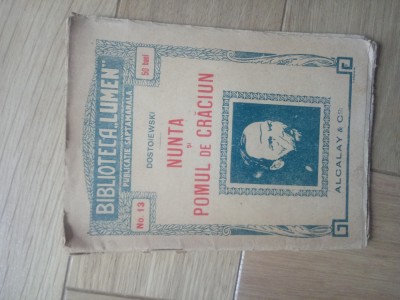 BIBLIOTECA "LUMEN"
PUBLICAȚIE SĂPTĂMÂNALĂ
No. 13
50 bani
DOSTOIEWSKI
NUNTA
ȘI
POMUL DE CRĂCIUN
ALCALAY & Co.